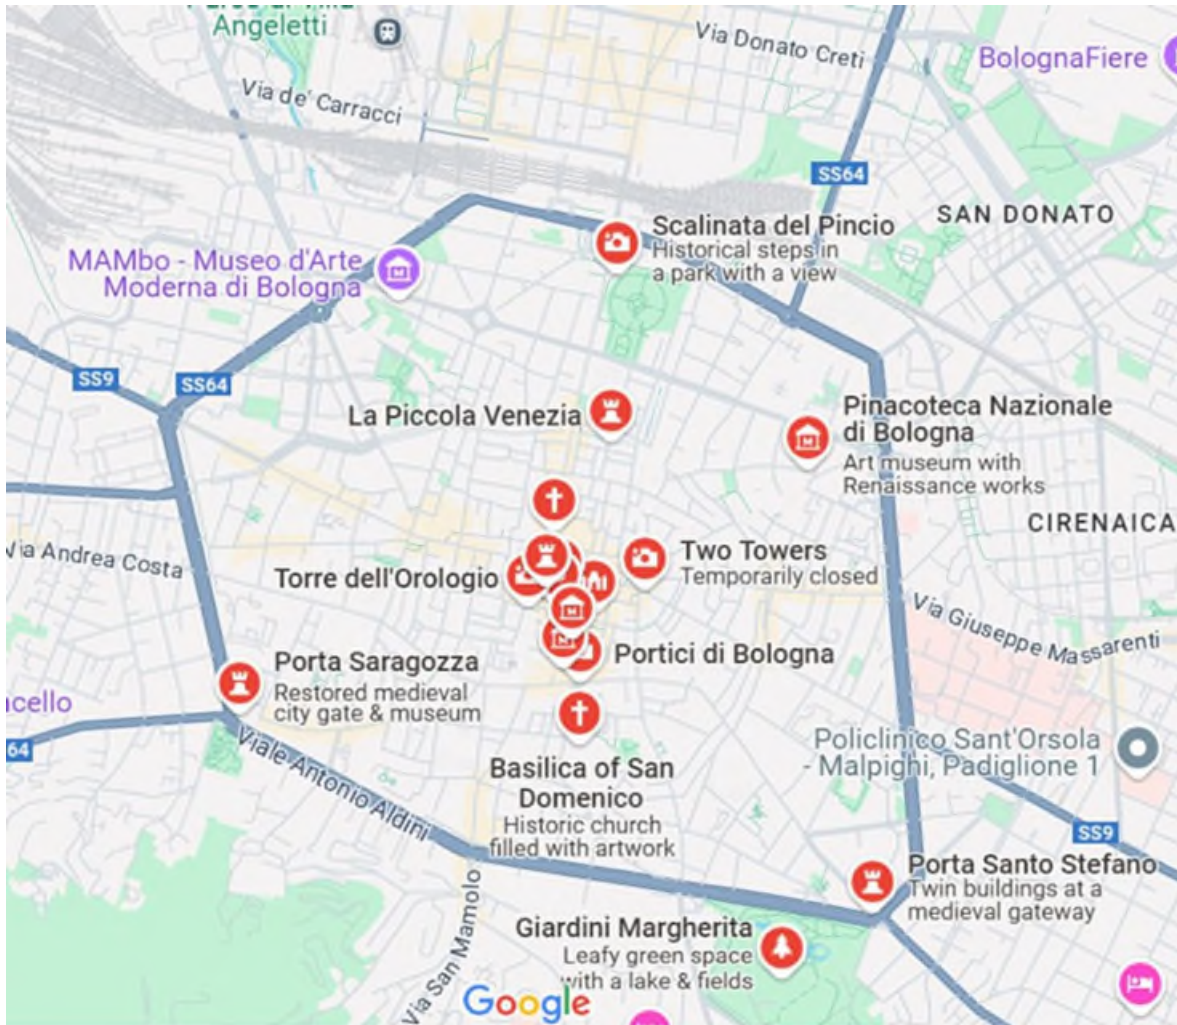 Angeletti
Via Donato Creti
BolognaFiere
Via de' Carracci
SS64
SAN DONATO
Scalinata del Pincio
Historical steps in
a park with a view
MAMbo - Museo d'Arte
Moderna di Bologna
SS9
SS64
La Piccola Venezia
Pinacoteca Nazionale
di Bologna
Art museum with
Renaissance works
CIRENAICA
Via Andrea Costa
Torre dell'Orologio
Two Towers
Temporarily closed
Via Giuseppe Massarenti
Porta Saragozza
Restored medieval
city gate & museum
Portici di Bologna
64
Viale Antonio Aldini
Policlinico Sant'Orsola
- Malpighi, Padiglione 1
Basilica of San
Domenico
Historic church
filled with artwork
SS9
Porta Santo Stefano
Twin buildings at a
medieval gateway
Via San Mamolo
Giardini Margherita
Leafy green space
with a lake & fields
Google